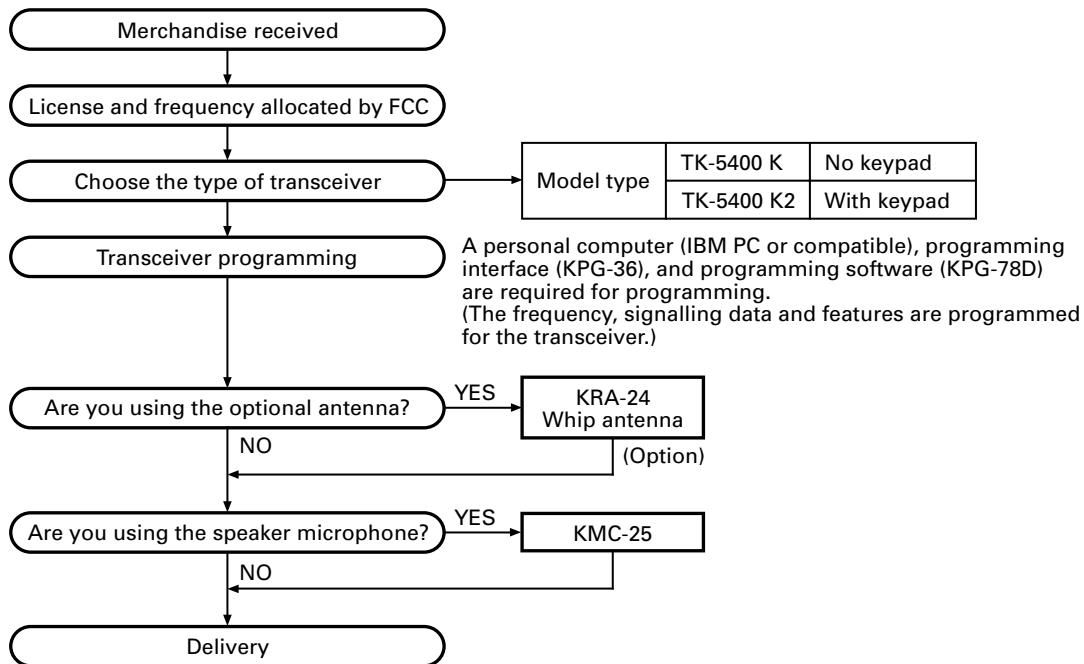 Merchandise received
License and frequency allocated by FCC
Choose the type of transceiver
Model type
TK-5400 K
No keypad
TK-5400 K2
With keypad
Transceiver programming
A personal computer (IBM PC or compatible), programming
interface (KPG-36), and programming software (KPG-78D)
are required for programming.
(The frequency, signalling data and features are programmed
for the transceiver.)
Are you using the optional antenna?
YES
KRA-24
Whip antenna
NO
(Option)
Are you using the speaker microphone?
YES
KMC-25
NO
Delivery